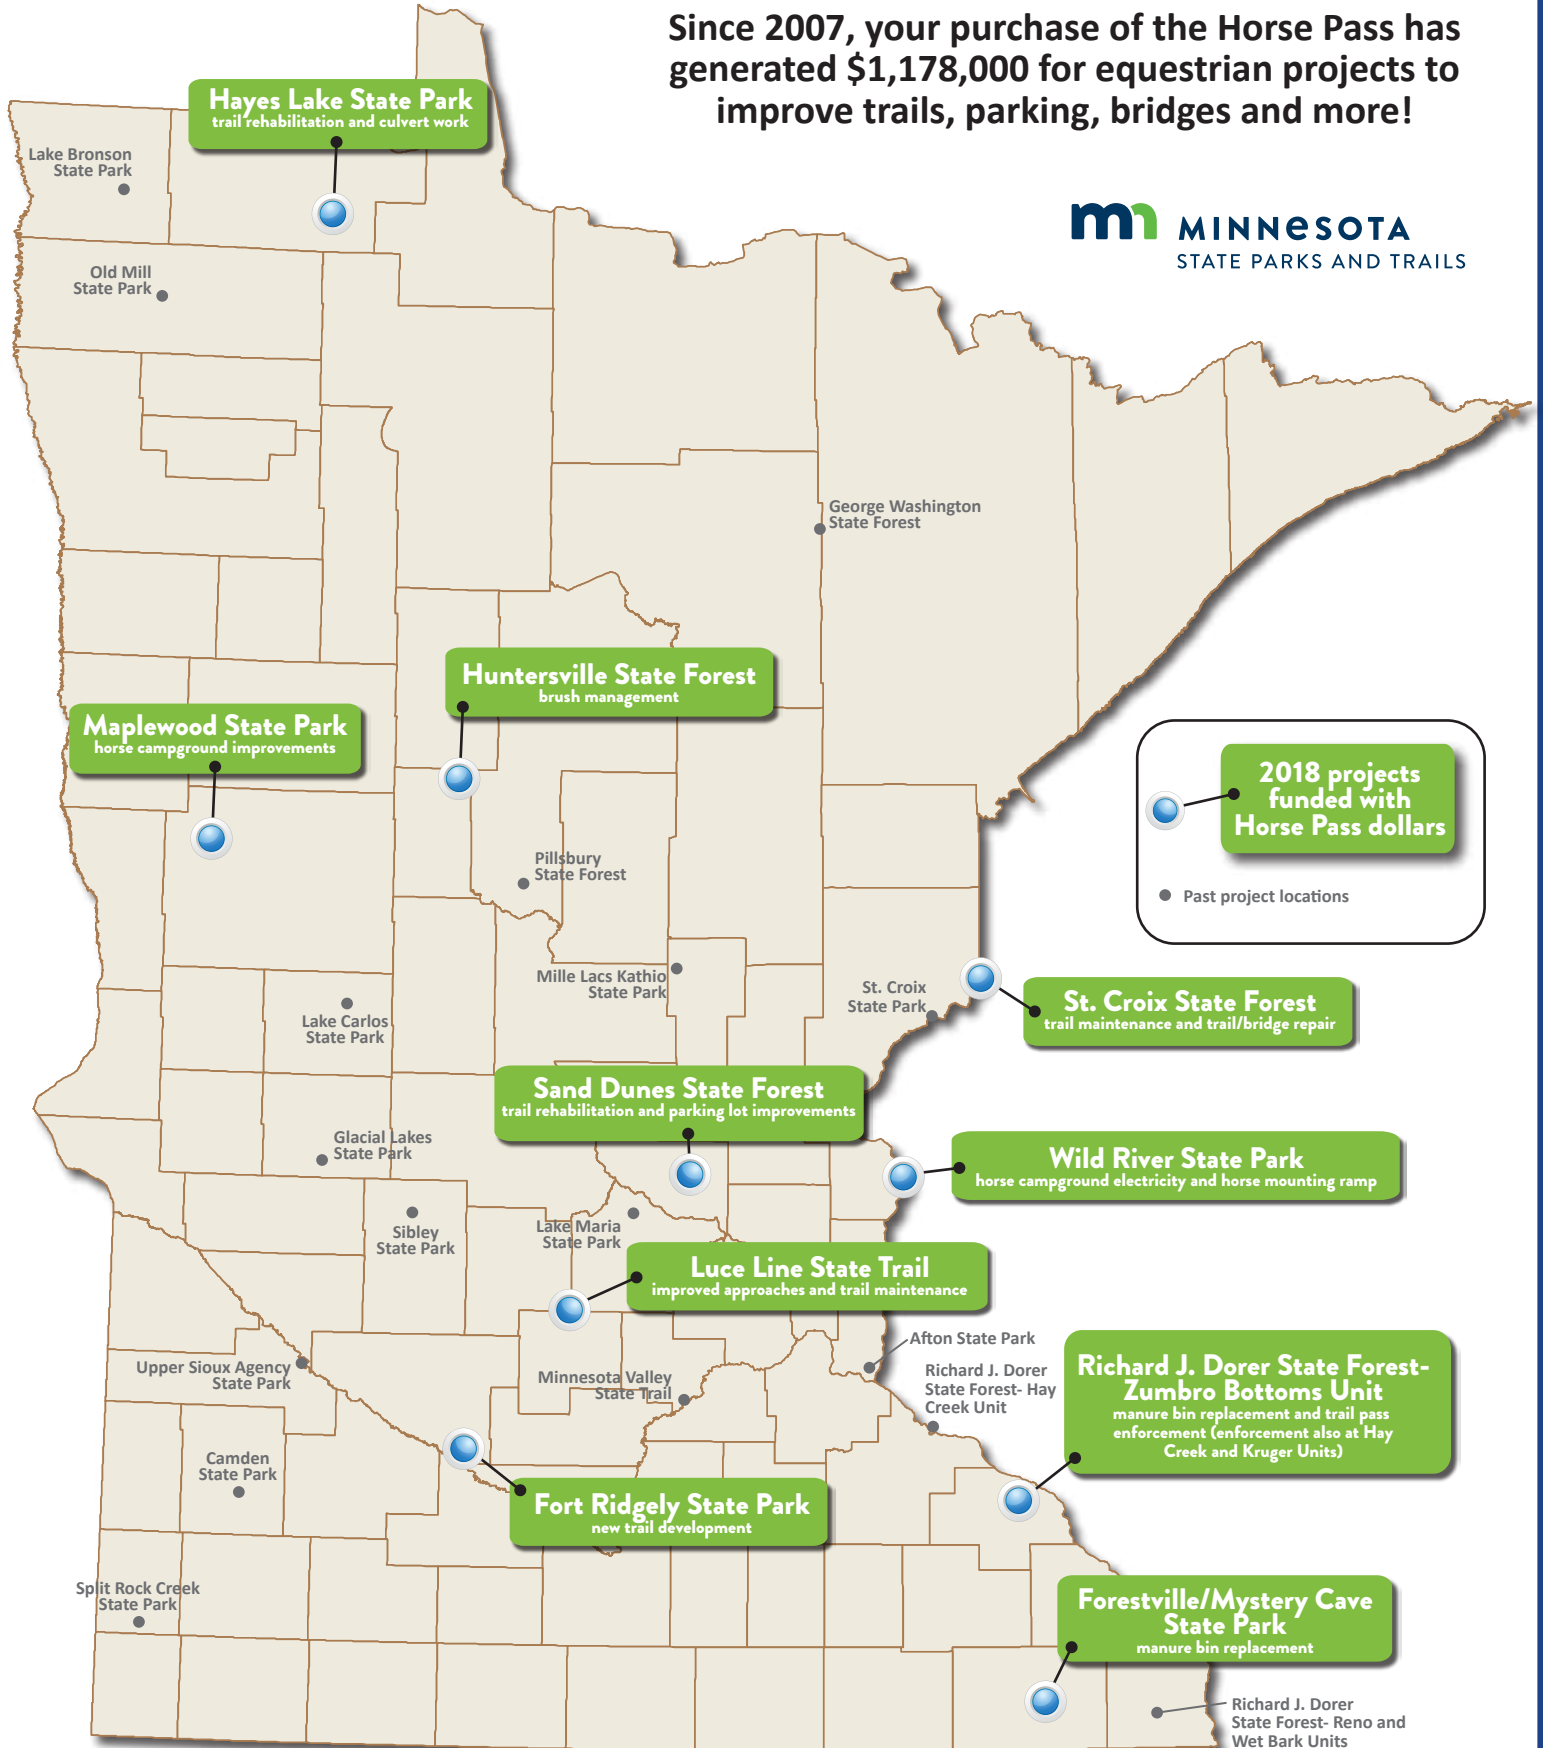 Since 2007, your purchase of the Horse Pass has
generated $1,178,000 for equestrian projects to
improve trails, parking, bridges and more!
Hayes Lake State Park
trail rehabilitation and culvert work
Lake Bronson
State Park
mn MINNesOTA
STATE PARKS AND TRAILS
Old Mill
State Park
George Washington
State Forest
Huntersville State Forest
brush management
Maplewood State Park
horse campground improvements
2018 projects
funded with
Horse Pass dollars
Past project locations
Pillsbury
State Forest
Mille Lacs Kathio
State Park
St. Croix
State Park
St. Croix State Forest
trail maintenance and trail/bridge repair
Lake Carlos
State Park
Sand Dunes State Forest
trail rehabilitation and parking lot improvements
Glacial Lakes
State Park
Wild River State Park
horse campground electricity and horse mounting ramp
Sibley
State Park
Lake Maria
State Park
Luce Line State Trail
improved approaches and trail maintenance
Afton State Park
Upper Sioux Agency
State Park
Minnesota Valley
State Trail
Richard J. Dorer
State Forest- Hay
Creek Unit
Richard J. Dorer State Forest-
Zumbro Bottoms Unit
manure bin replacement and trail pass
enforcement (enforcement also at Hay
Creek and Kruger Units)
Camden
State Park
Fort Ridgely State Park
new trail development
Split Rock Creek
State Park
Forestville/Mystery Cave
State Park
manure bin replacement
Richard J. Dorer
State Forest- Reno and
Wet Bark Units